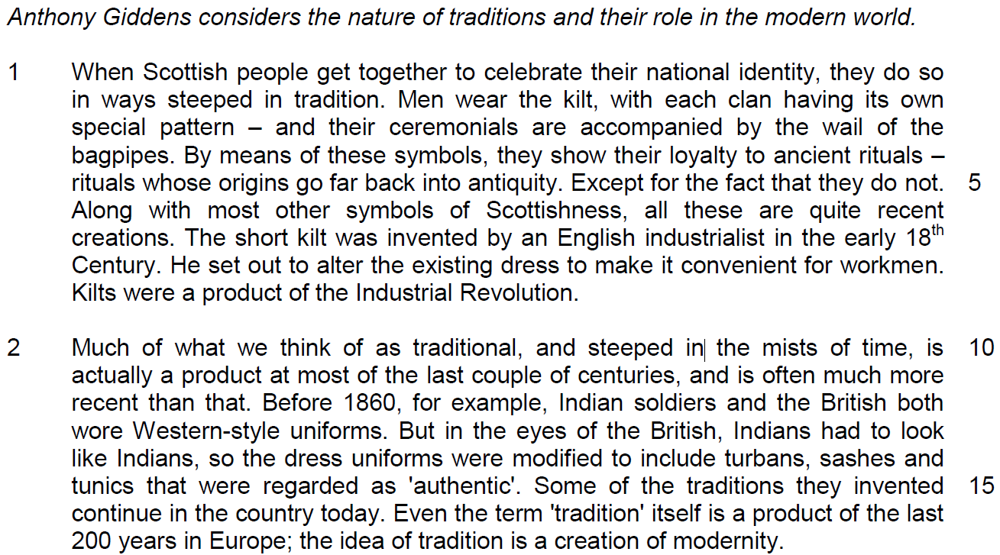 Anthony Giddens considers the nature of traditions and their role in the modern world.
1 When Scottish people get together to celebrate their national identity, they do so
in ways steeped in tradition. Men wear the kilt, with each clan having its own
special pattern – and their ceremonials are accompanied by the wail of the
bagpipes. By means of these symbols, they show their loyalty to ancient rituals –
rituals whose origins go far back into antiquity. Except for the fact that they do not. 5
Along with most other symbols of Scottishness, all these are quite recent
creations. The short kilt was invented by an English industrialist in the early 18th
Century. He set out to alter the existing dress to make it convenient for workmen.
Kilts were a product of the Industrial Revolution.
2 Much of what we think of as traditional, and steeped in the mists of time, is 10
actually a product at most of the last couple of centuries, and is often much more
recent than that. Before 1860, for example, Indian soldiers and the British both
wore Western-style uniforms. But in the eyes of the British, Indians had to look
like Indians, so the dress uniforms were modified to include turbans, sashes and
tunics that were regarded as 'authentic'. Some of the traditions they invented 15
continue in the country today. Even the term 'tradition' itself is a product of the last
200 years in Europe; the idea of tradition is a creation of modernity.